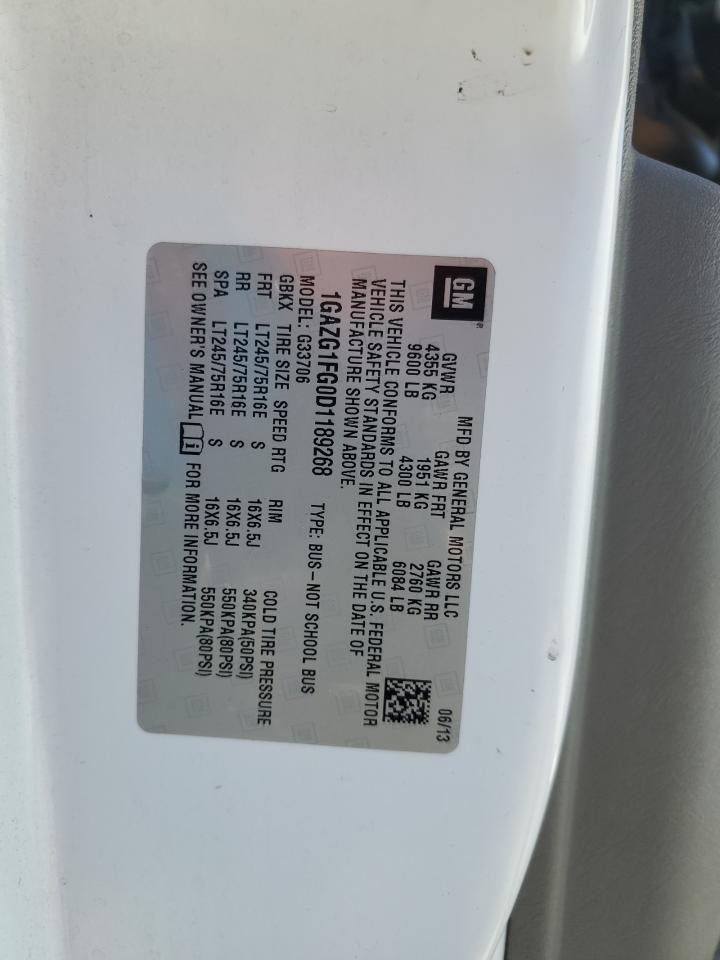 GM®
MFD BY GENERAL MOTORS LLC 06/13
GVWR GAWR FRT GAWR RR
4355 KG 1951 KG 2760 KG
9600 LB 4300 LB 6084 LB
THIS VEHICLE CONFORMS TO ALL APPLICABLE U.S. FEDERAL MOTOR
VEHICLE SAFETY STANDARDS IN EFFECT ON THE DATE OF
MANUFACTURE SHOWN ABOVE.
1GAZG1FG0D1189268 TYPE: BUS–NOT SCHOOL BUS
MODEL: G33706
GBKX TIRE SIZE SPEED RTG RIM COLD TIRE PRESSURE
FRT LT245/75R16E S 16X6.5J 340KPA(50PSI)
RR LT245/75R16E S 16X6.5J 550KPA(80PSI)
SPA LT245/75R16E S 16X6.5J 550KPA(80PSI)
SEE OWNER'S MANUAL i FOR MORE INFORMATION.